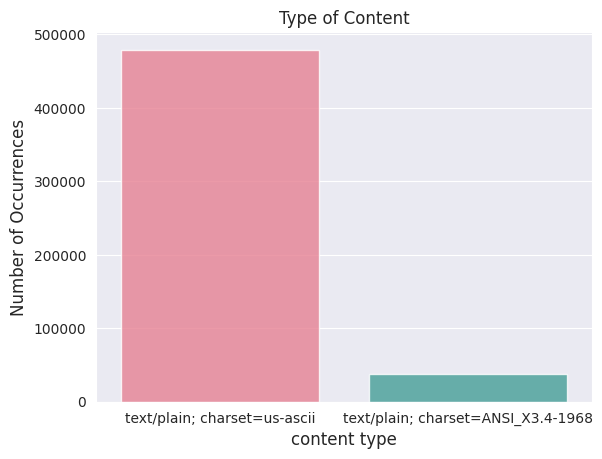 Type of Content
500000
400000
300000
200000
100000
0
Number of Occurrences
text/plain; charset=us-ascii
text/plain; charset=ANSI_X3.4-1968
content type